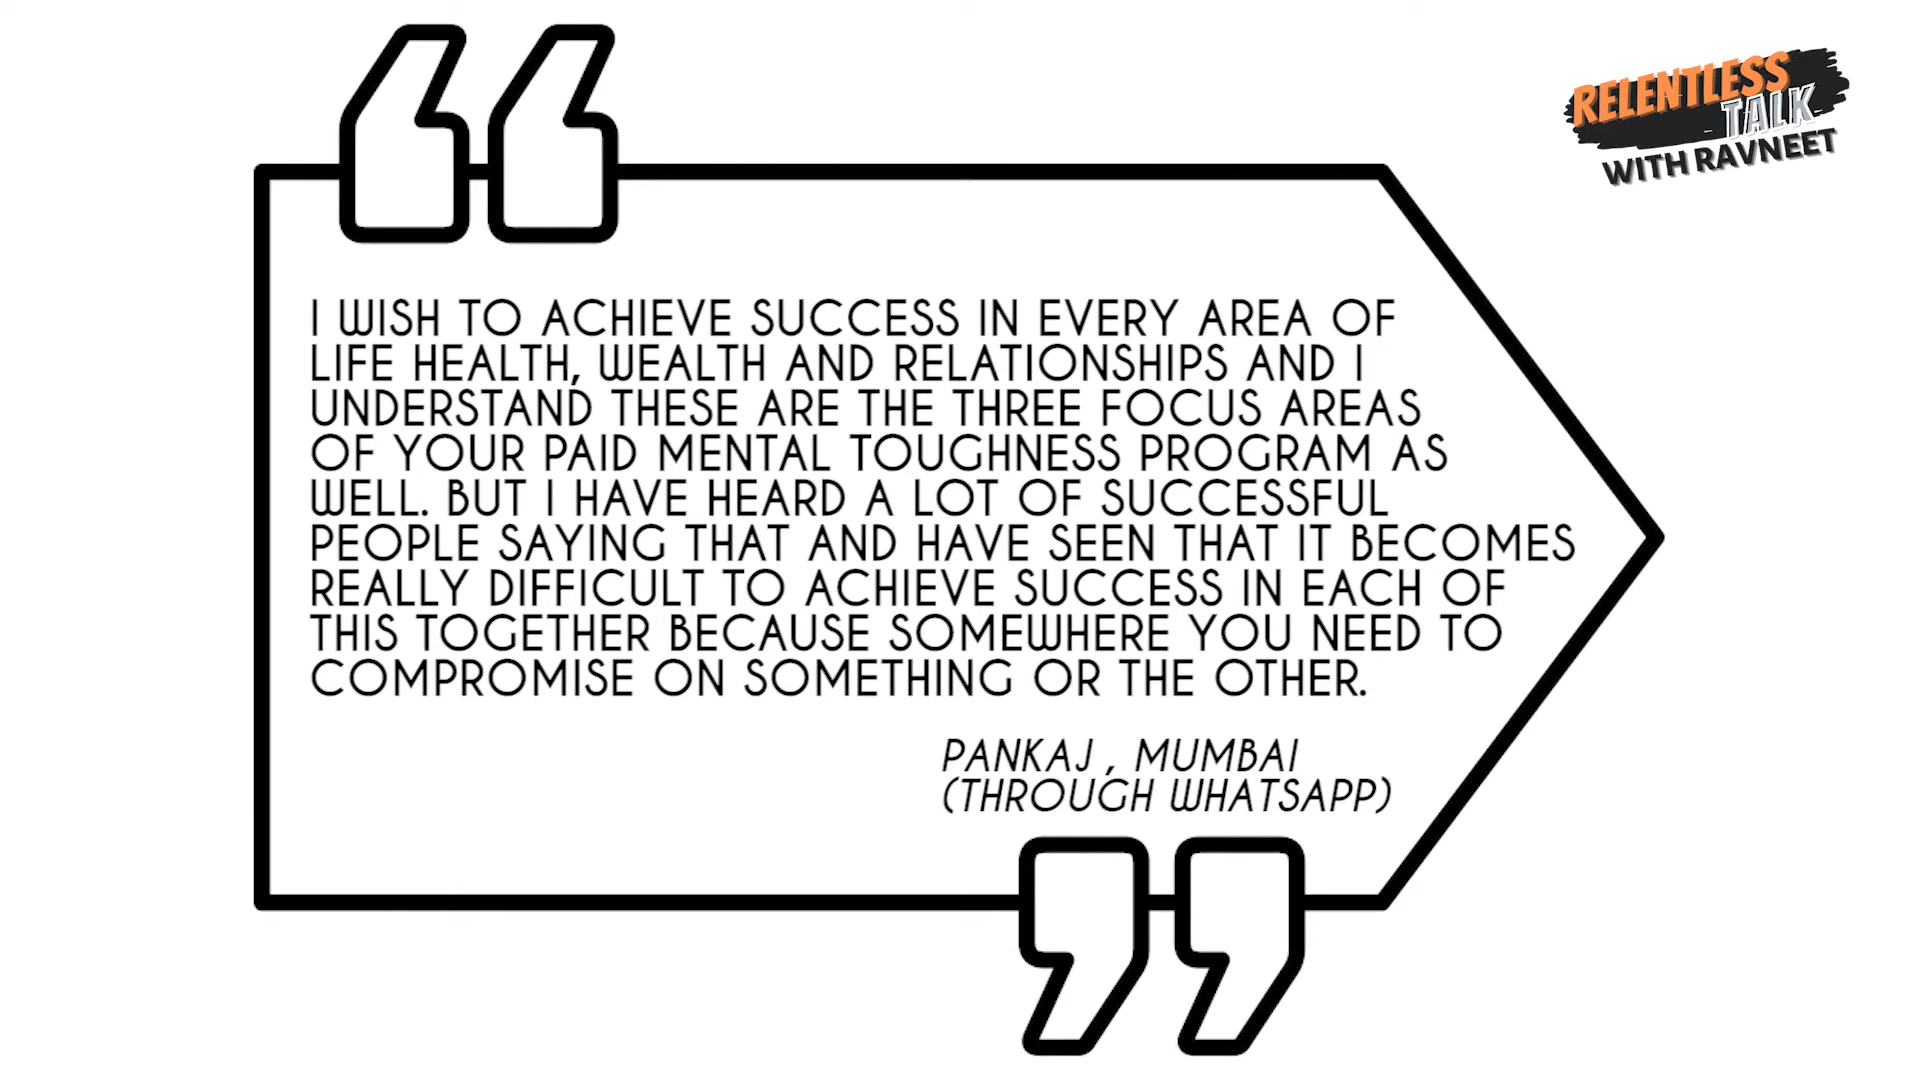 RELENTLESS
TALK
WITH RAVNEET
I WISH TO ACHIEVE SUCCESS IN EVERY AREA OF
LIFE HEALTH, WEALTH AND RELATIONSHIPS AND I
UNDERSTAND THESE ARE THE THREE FOCUS AREAS
OF YOUR PAID MENTAL TOUGHNESS PROGRAM AS
WELL. BUT I HAVE HEARD A LOT OF SUCCESSFUL
PEOPLE SAYING THAT AND HAVE SEEN THAT IT BECOMES
REALLY DIFFICULT TO ACHIEVE SUCCESS IN EACH OF
THIS TOGETHER BECAUSE SOMEWHERE YOU NEED TO
COMPROMISE ON SOMETHING OR THE OTHER.
PANKAJ , MUMBAI
(THROUGH WHATSAPP)